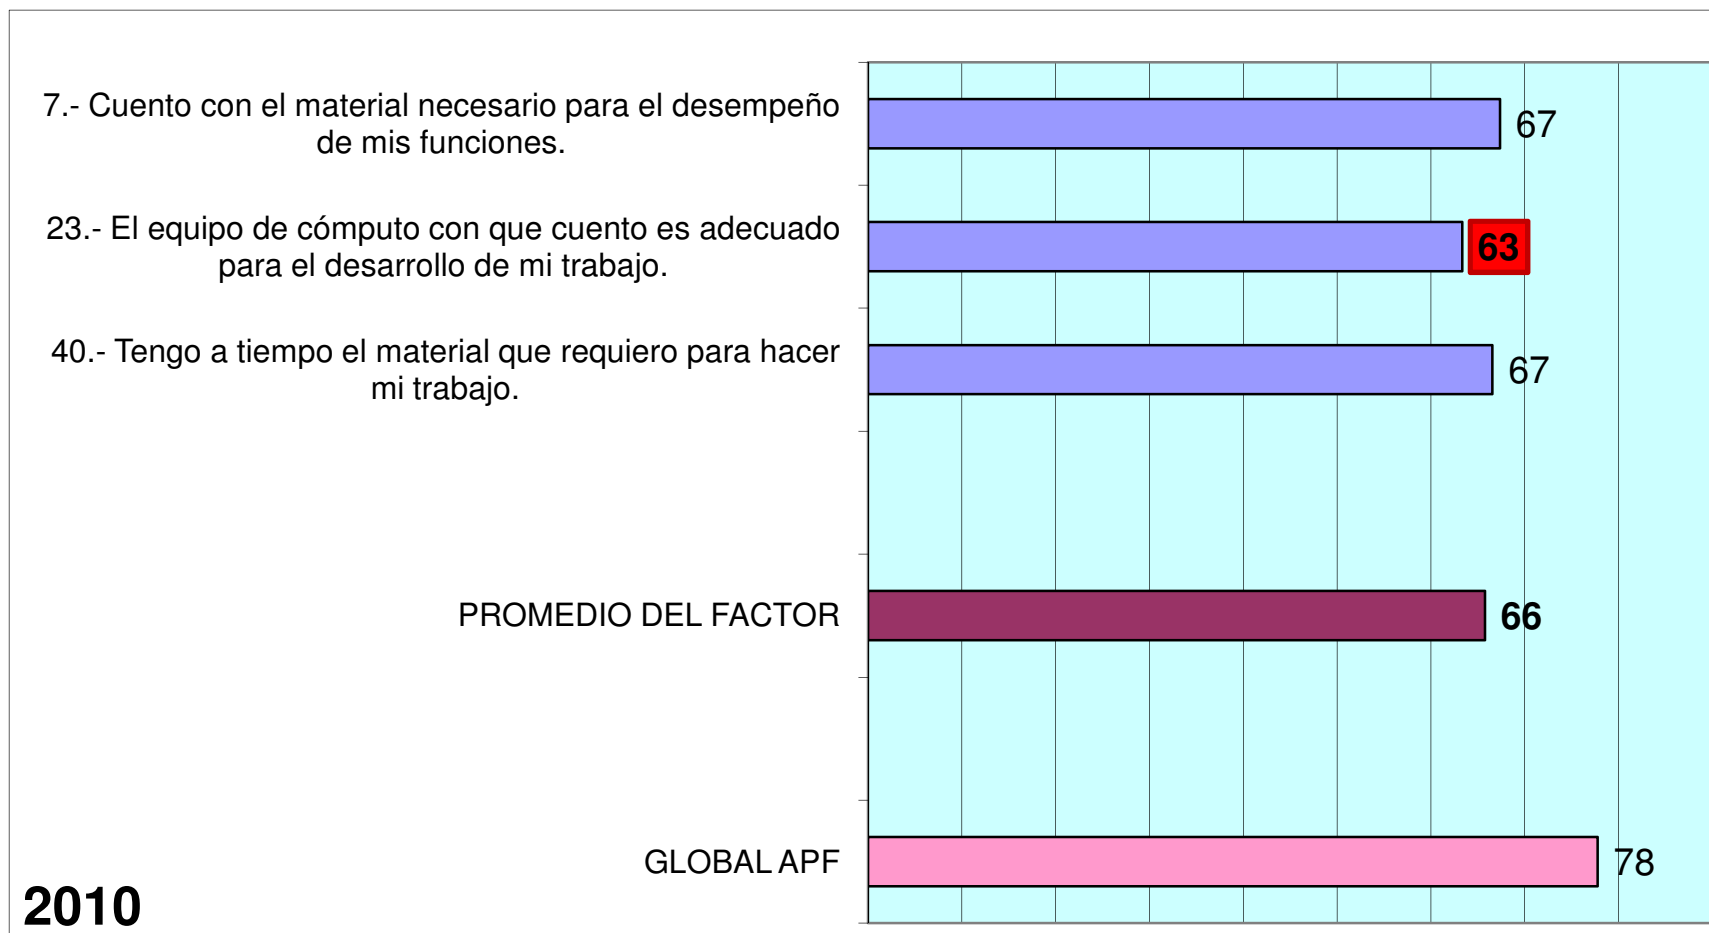 7.- Cuento con el material necesario para el desempeño
de mis funciones.
67
23.- El equipo de cómputo con que cuento es adecuado
para el desarrollo de mi trabajo.
63
40.- Tengo a tiempo el material que requiero para hacer
mi trabajo.
67
PROMEDIO DEL FACTOR
66
GLOBAL APF
78
2010